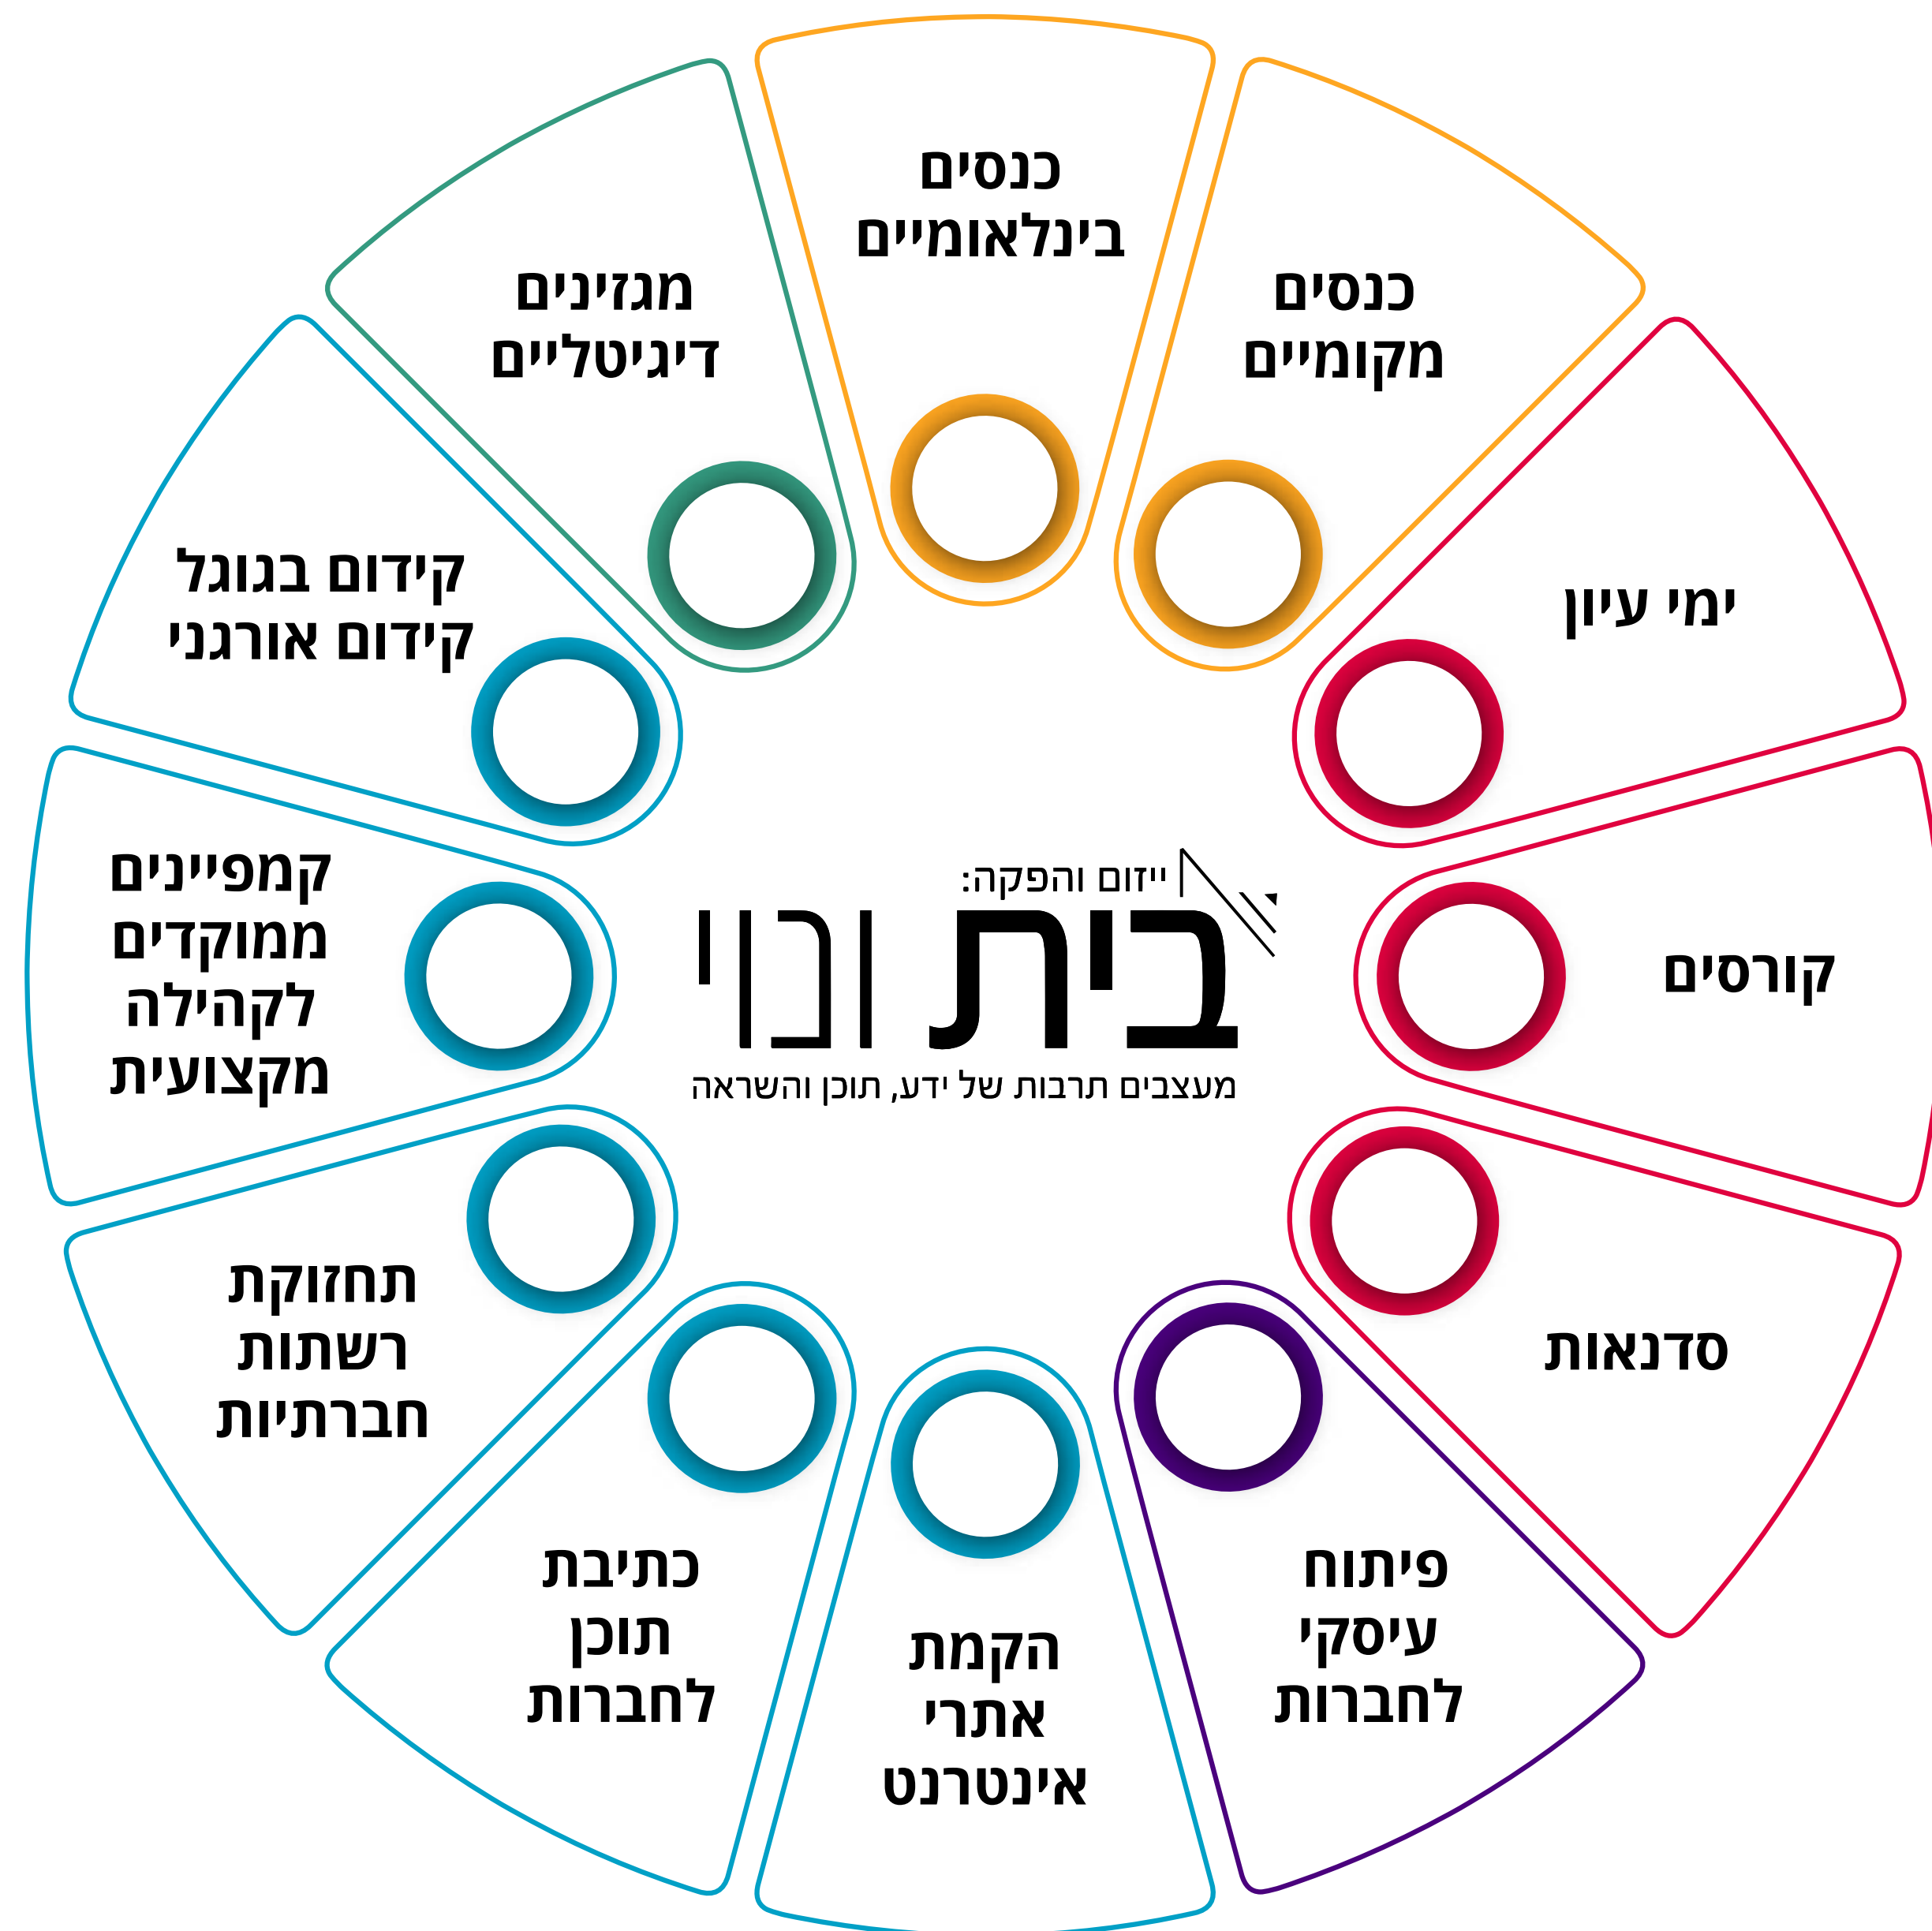 כנסים
בינלאומיים
כנסים
מקומיים
ימי עיון
קורסים
סדנאות
פיתוח
עיסקי
לחברות
הקמת
אתרי
אינטרנט
כתיבת
תוכן
לחברות
תחזוקת
רשתות
חברתיות
קמפיינים
ממוקדים
לקהילה
מקצועית
קידום בגוגל
קידום אורגני
מגזינים
דיגיטליים
ייזום והפקה:
בית ונוי
מעצבים תרבות של ידע, תוכן והשראה